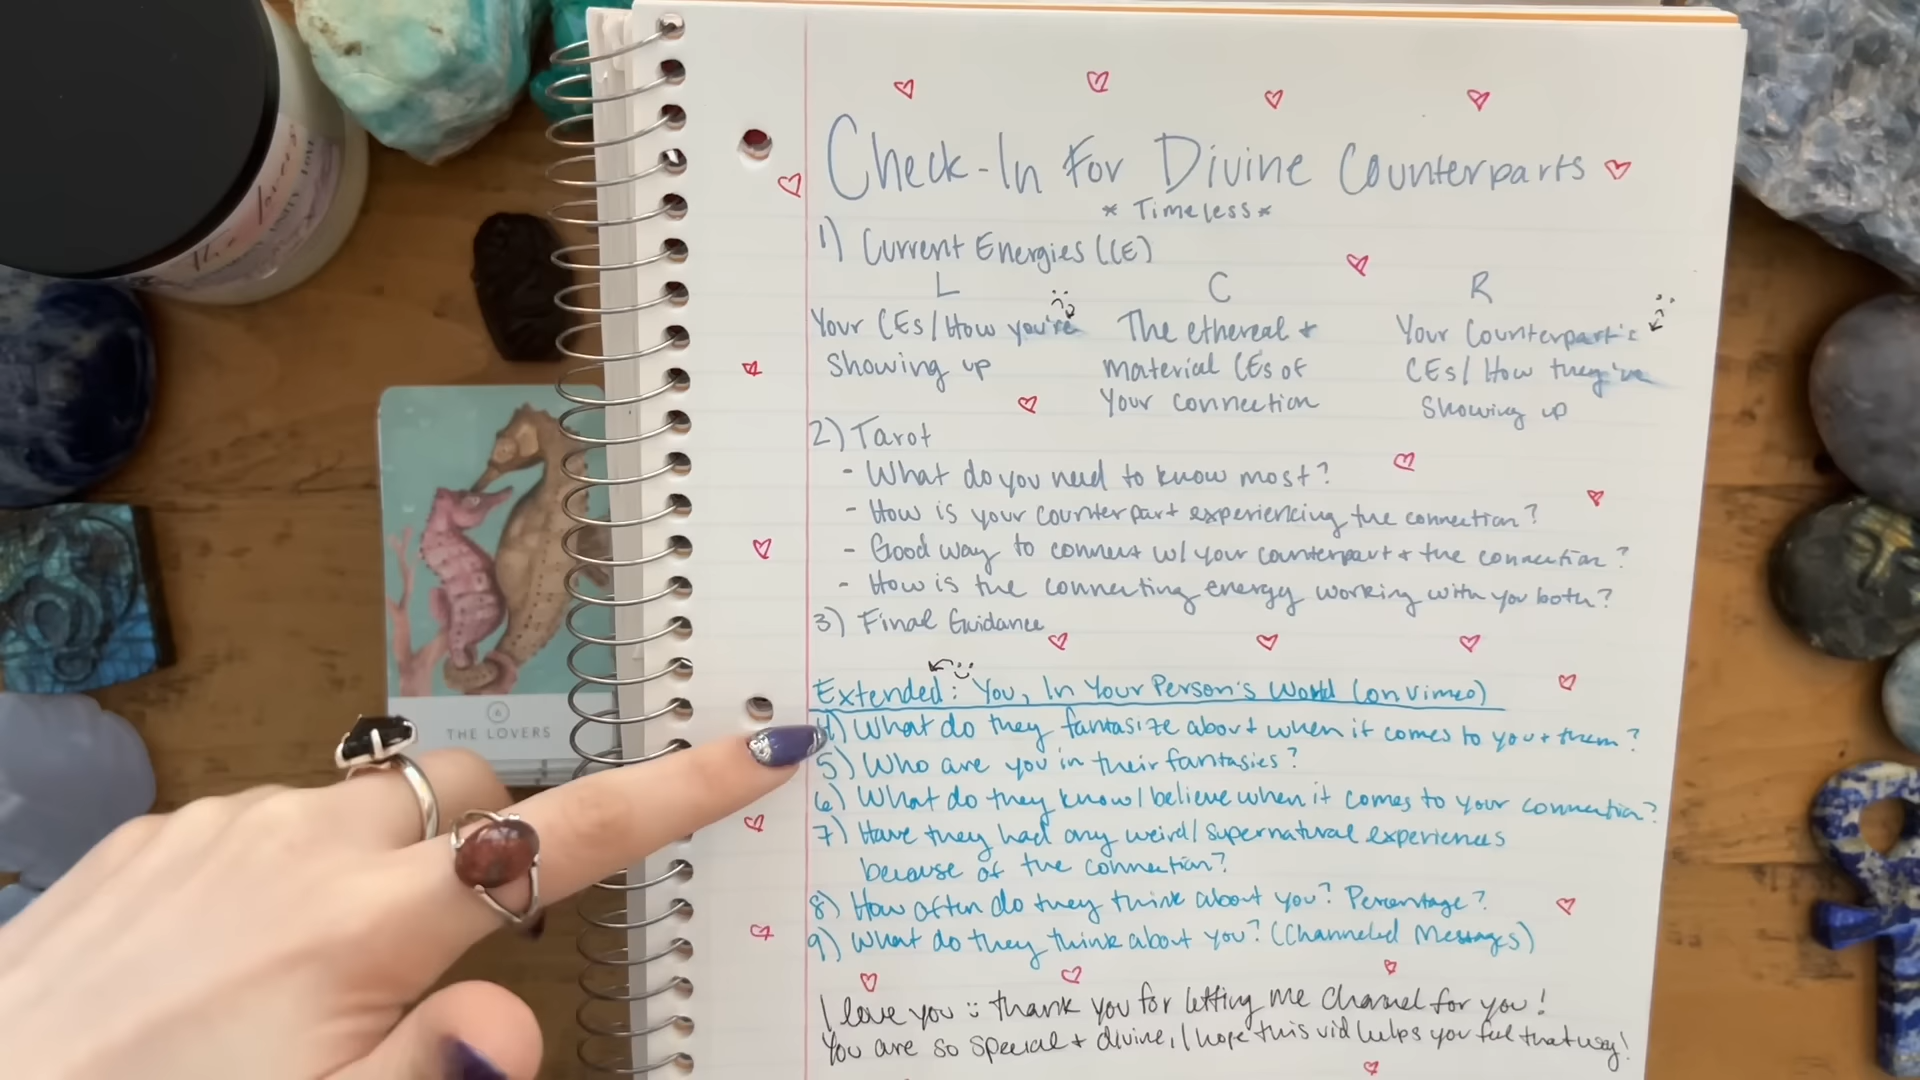 The lovers
Check-In For Divine Counterparts
* Timeless *
1) Current Energies (CE)
L C R
Your CEs/How you're The ethereal + Your Counterpart's
showing up material CEs of CEs/ How they're
Your connection showing up
2) Tarot
- What do you need to know most?
- How is your counterpart experiencing the connection?
- Good way to connect w/ your counterpart + the connection?
- How is the connecting energy working with you both?
3) Final Guidance
Extended: You, In Your Person's World (on vimeo)
4) What do they fantasize about when it comes to you + them?
5) Who are you in their fantasies?
6) What do they know/believe when it comes to your connection?
7) Have they had any weird/supernatural experiences
because of the connection?
8) How often do they think about you? Percentage?
9) What do they think about you? (Channeled Messages)
I love you :) thank you for letting me channel for you!
You are so special + divine, I hope this vid helps you feel that way!
6
THE LOVERS